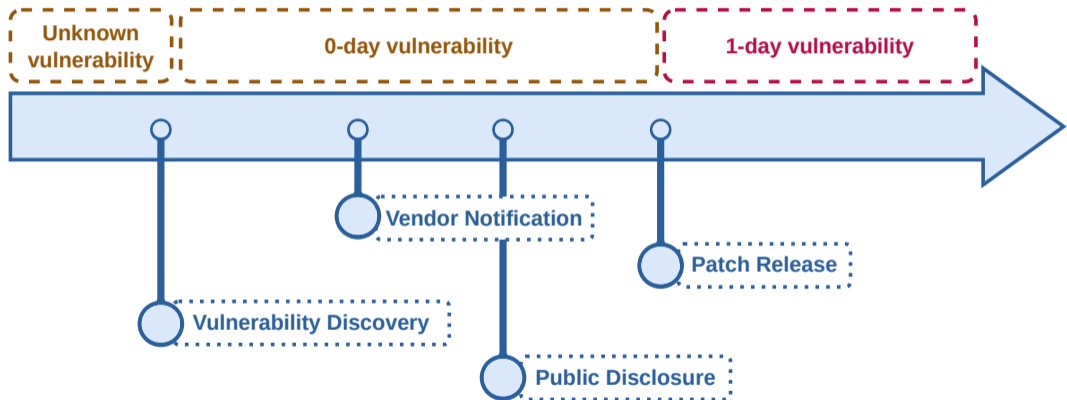 Unknown
vulnerability
0-day vulnerability
1-day vulnerability
Vendor Notification
Patch Release
Vulnerability Discovery
Public Disclosure